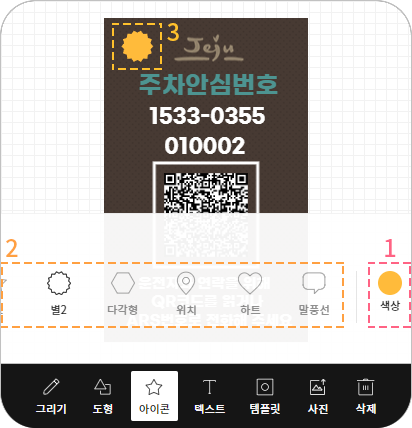 3
Jeju
주차안심번호
1533-0355
010002
2
1
별2
다각형
위치
하트
말풍선
색상
그리기
도형
아이콘
텍스트
템플릿
사진
삭제